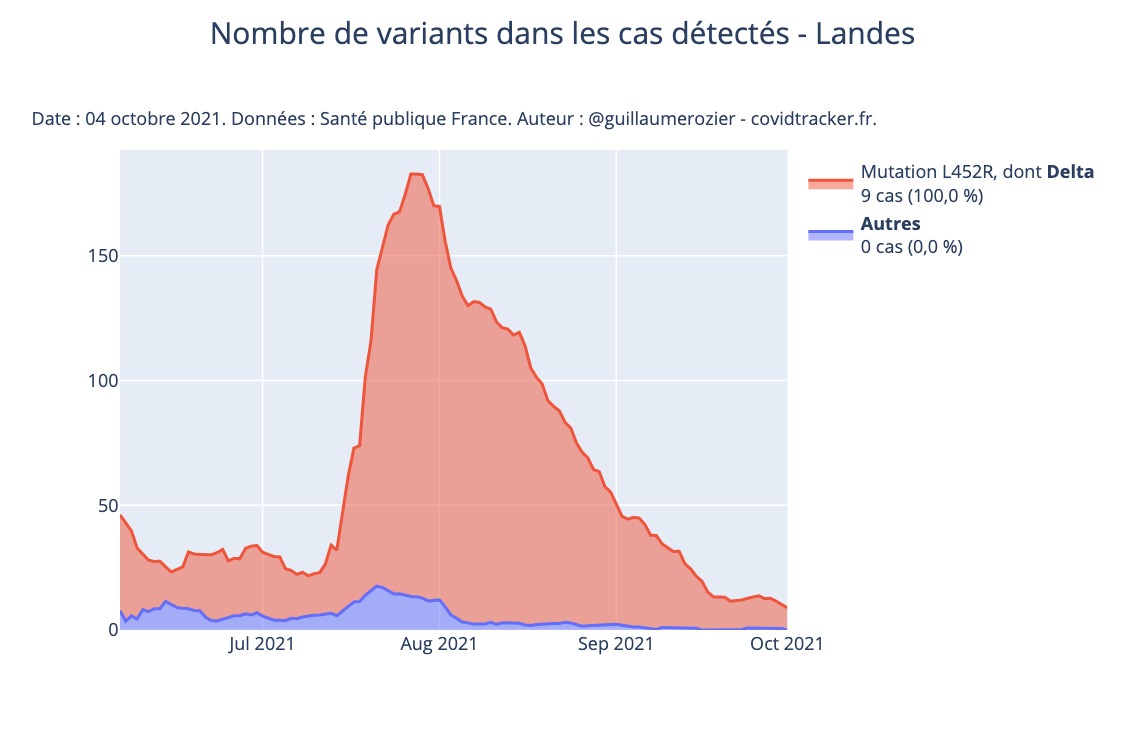 Nombre de variants dans les cas détectés - Landes
Date : 04 octobre 2021. Données : Santé publique France. Auteur : @guillaumerozier - covidtracker.fr.
Mutation L452R, dont Delta
9 cas (100,0 %)
Autres
0 cas (0,0 %)
150
100
50
0
Jul 2021
Aug 2021
Sep 2021
Oct 2021